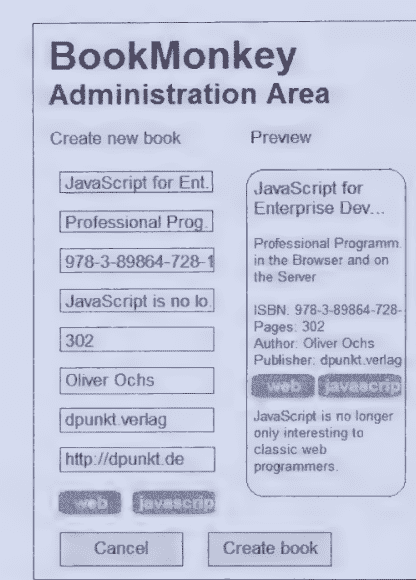 BookMonkey
Administration Area
Create new book
JavaScript for Ent.
Professional Prog.
978-3-89864-728-1
JavaScript is no lo.
302
Oliver Ochs
dpunkt.verlag
http://dpunkt.de
web javascrip
Cancel
Create book
Preview
JavaScript for
Enterprise Dev...
Professional Programm.
in the Browser and on
the Server
ISBN: 978-3-89864-728-
Pages: 302
Author: Oliver Ochs
Publisher: dpunkt.verlag
web javascrip
JavaScript is no longer
only interesting to
classic web
programmers.